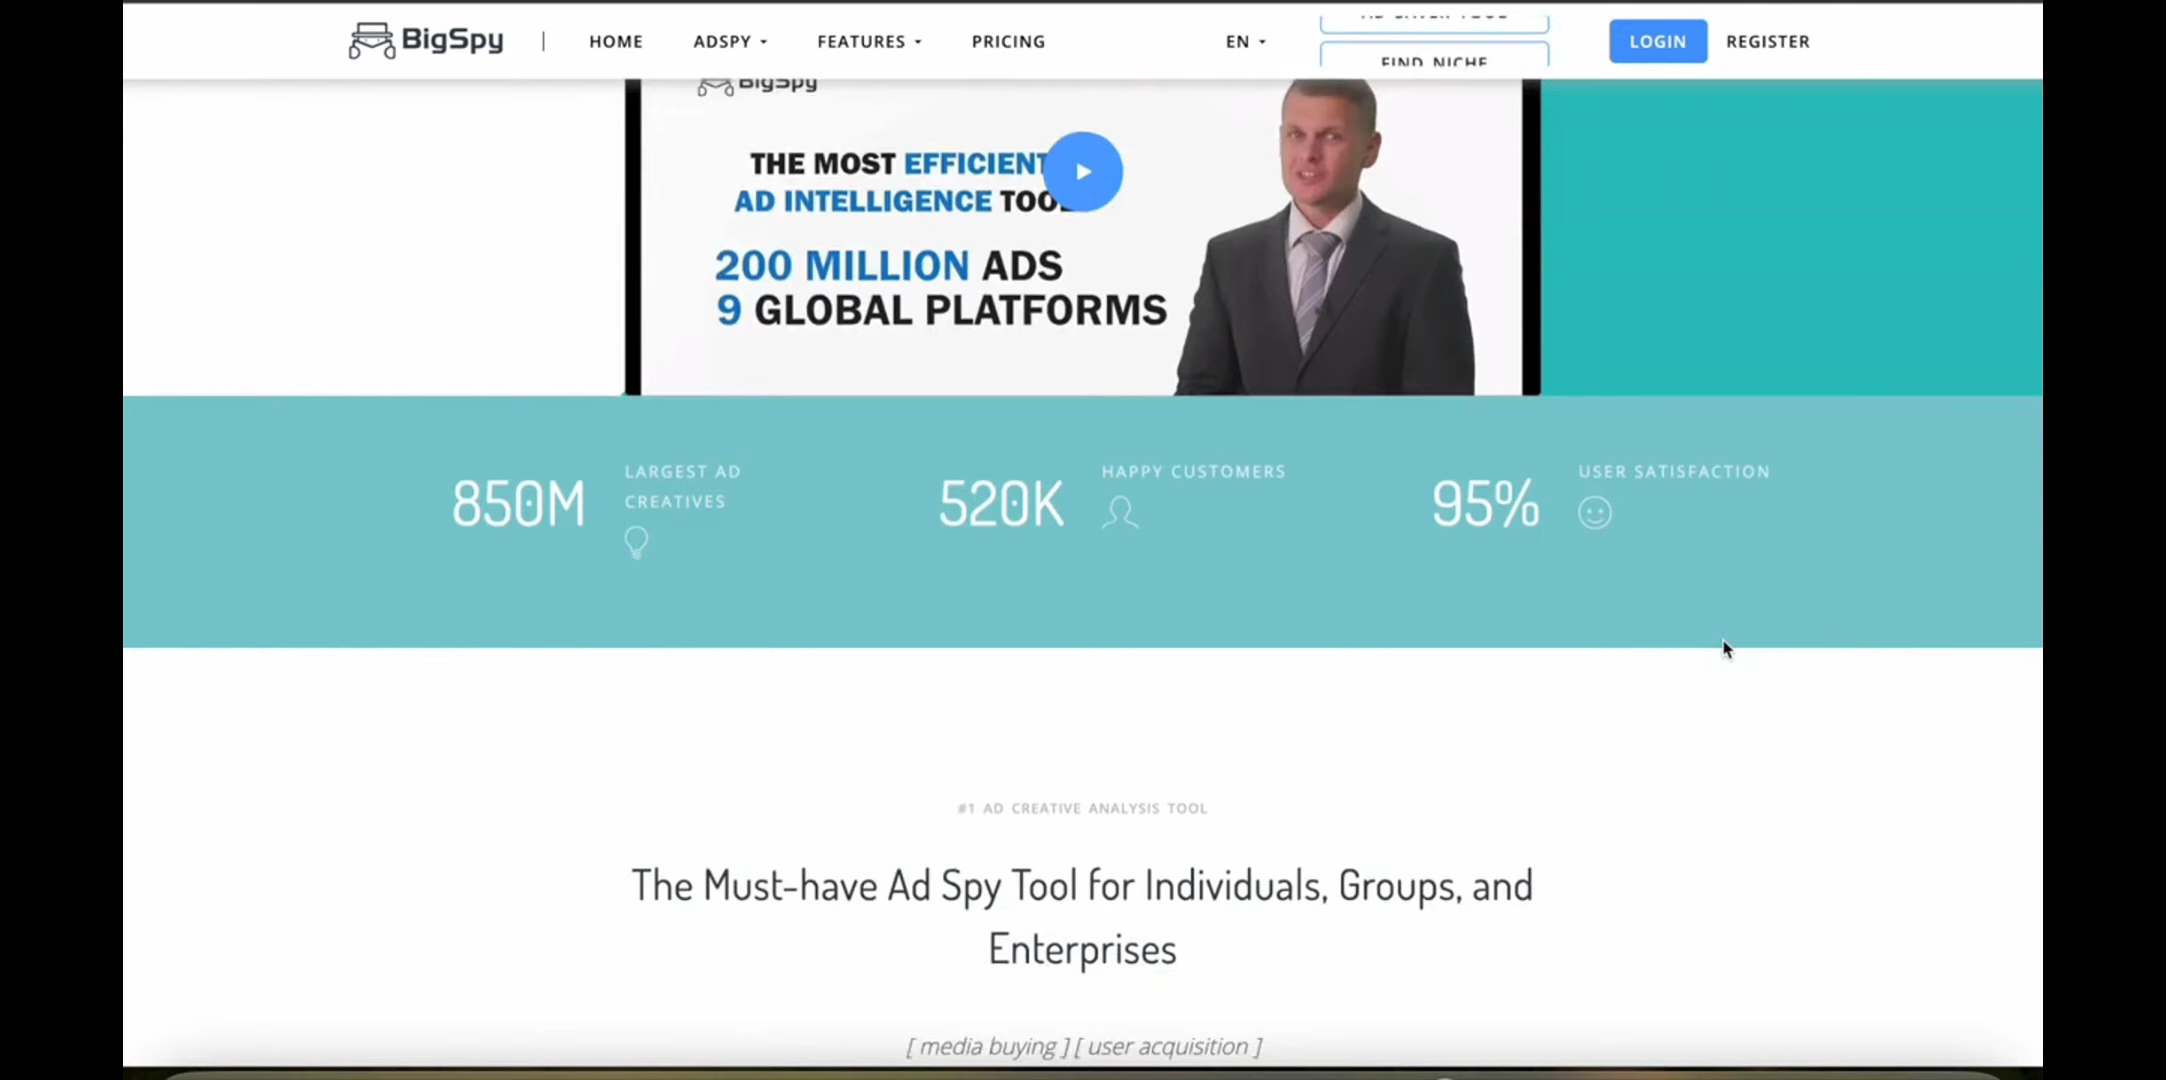 BigSpy
HOME
ADSPY
FEATURES
PRICING
EN
FIND NICHE
LOGIN
REGISTER
BigSpy
THE MOST EFFICIENT
AD INTELLIGENCE
200 MILLION ADS
9 GLOBAL PLATFORMS
850M
LARGEST AD
CREATIVES
520K
HAPPY CUSTOMERS
95%
USER SATISFACTION
#1 AD CREATIVE ANALYSIS TOOL
The Must-have Ad Spy Tool for Individuals, Groups, and
Enterprises
[ media buying ] [ user acquisition ]